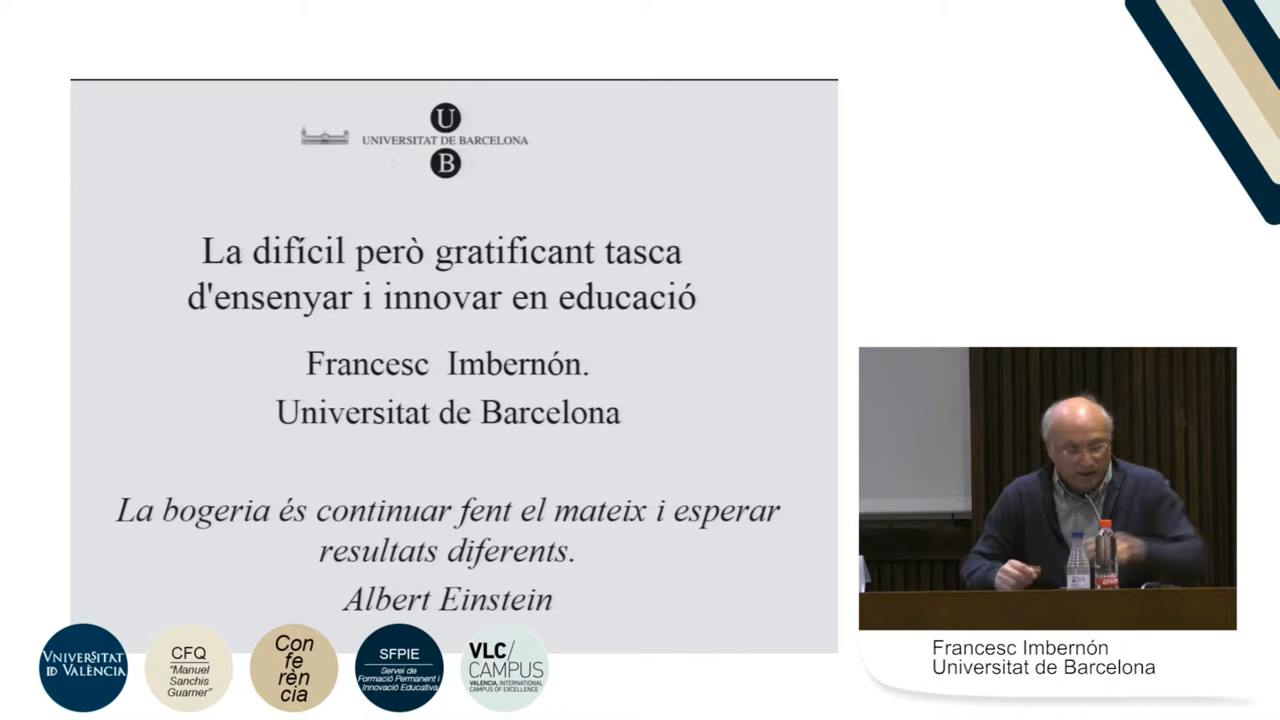 U
UNIVERSITAT DE BARCELONA
B
La difícil però gratificant tasca
d'ensenyar i innovar en educació
Francesc Imbernón.
Universitat de Barcelona
La bogeria és continuar fent el mateix i esperar
resultats diferents.
Albert Einstein
VNIVERSITAT
D VALÈNCIA
CFQ
"Manuel
Sanchis
Guarner"
Con
fe
rèn
cia
SFPIE
Servei de
Formació Permanent i
Innovació Educativa
VLC/
CAMPUS
VALENCIA, INTERNATIONAL
CAMPUS OF EXCELLENCE
Francesc Imbernón
Universitat de Barcelona